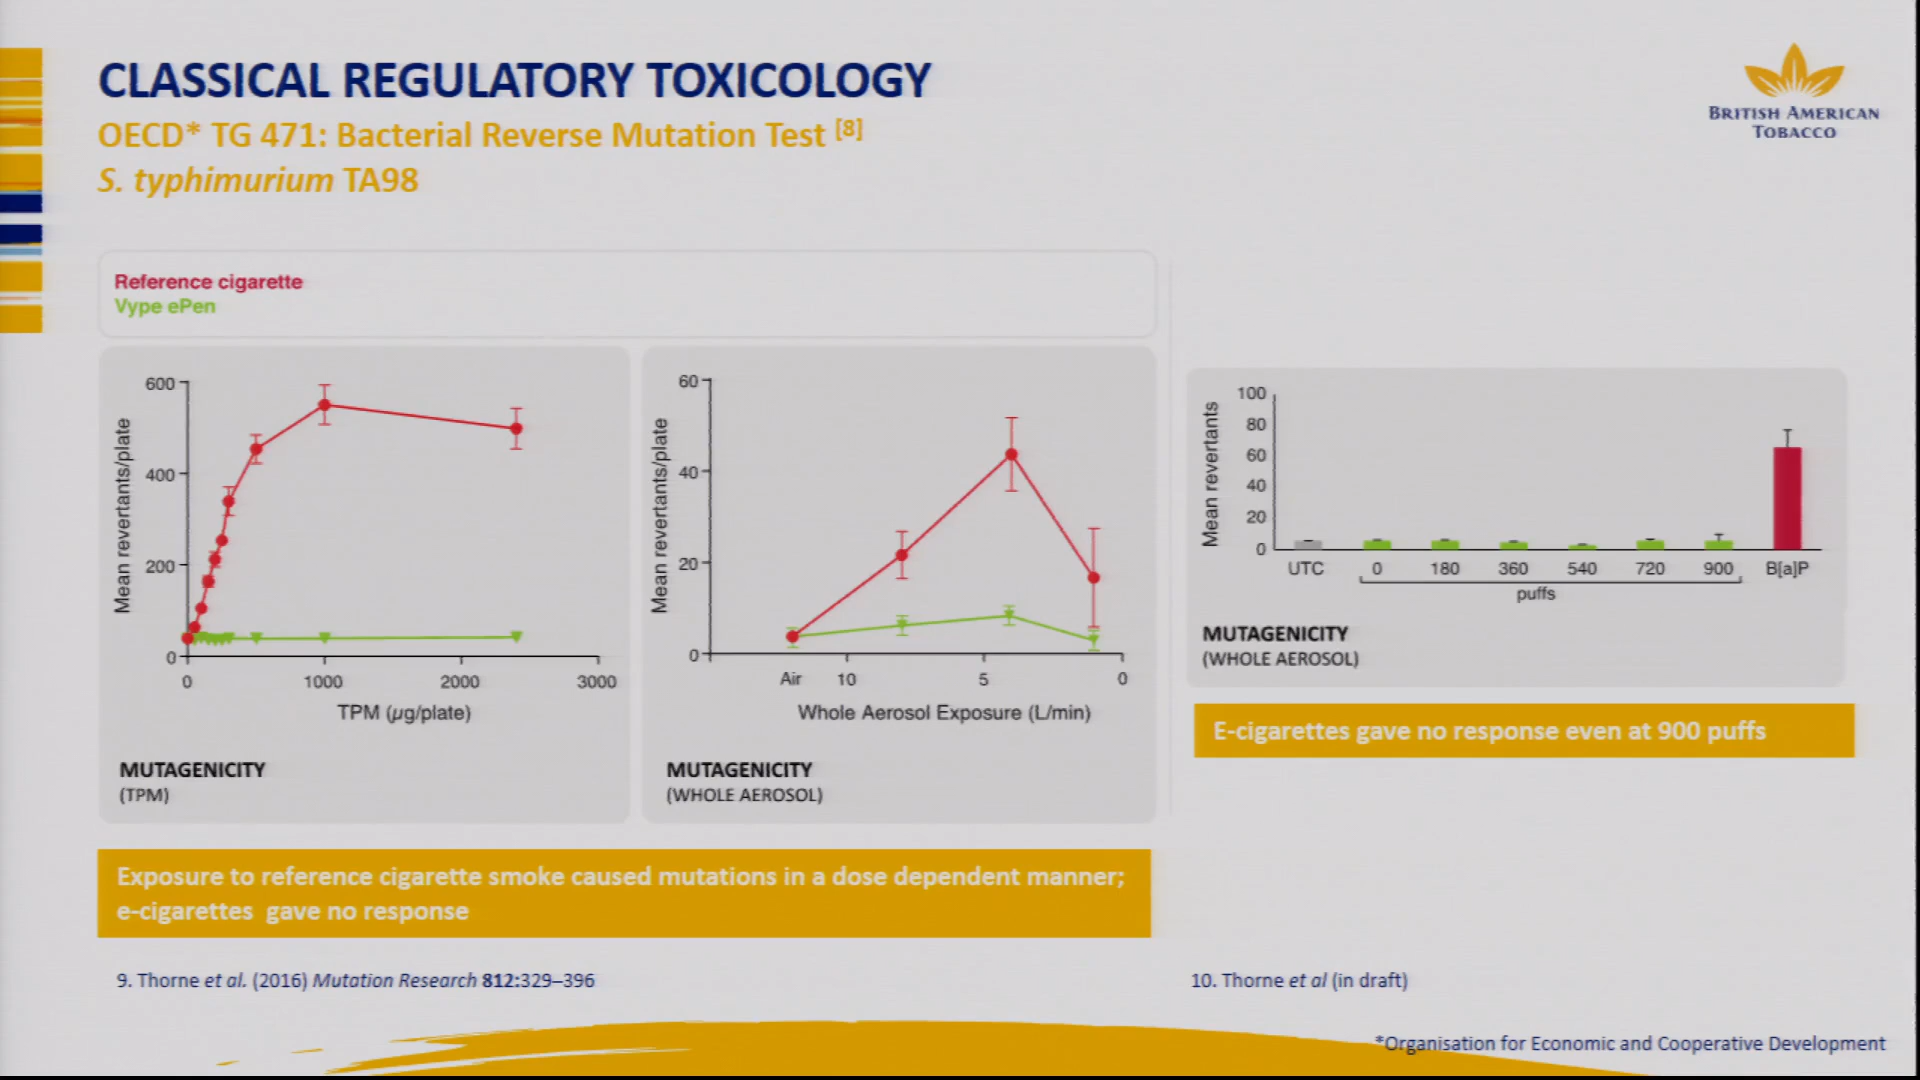 CLASSICAL REGULATORY TOXICOLOGY
OECD* TG 471: Bacterial Reverse Mutation Test [8]
S. typhimurium TA98
BRITISH AMERICAN
TOBACCO
Reference cigarette
Vype ePen
600
400
200
0
Mean revertants/plate
0 1000 2000 3000
TPM (µg/plate)
MUTAGENICITY
(TPM)
60
40
20
0
Mean revertants/plate
Air 10 5 0
Whole Aerosol Exposure (L/min)
MUTAGENICITY
(WHOLE AEROSOL)
100
80
60
40
20
0
Mean revertants
UTC 0 180 360 540 720 900 B[a]P
puffs
MUTAGENICITY
(WHOLE AEROSOL)
E-cigarettes gave no response even at 900 puffs
Exposure to reference cigarette smoke caused mutations in a dose dependent manner;
e-cigarettes gave no response
9. Thorne et al. (2016) Mutation Research 812:329–396
10. Thorne et al (in draft)
*Organisation for Economic and Cooperative Development